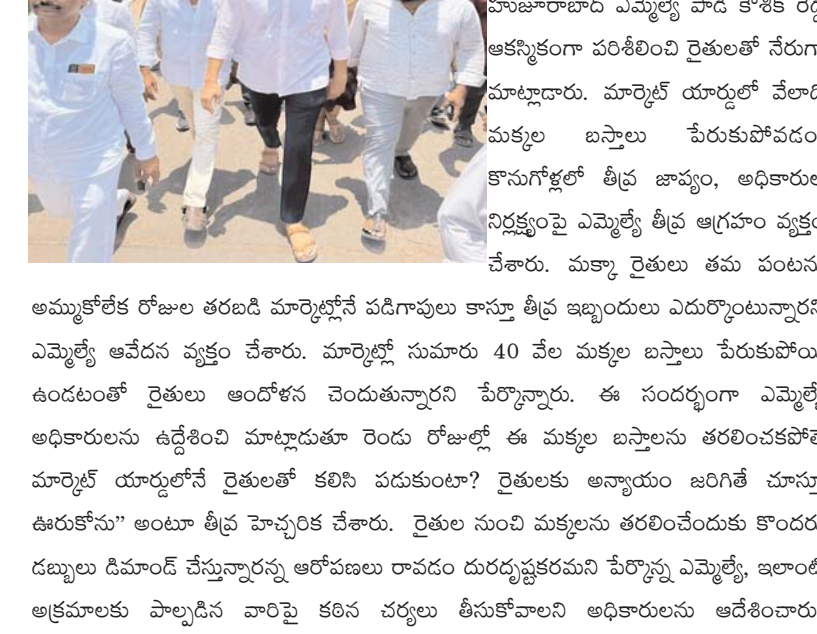 హుజూరాబాద్ ఎమ్మెల్యే పాడి కౌశిక్
ఆకస్మికంగా పరిశీలించి రైతులతో నేరుగా
మాట్లాడారు. మార్కెట్ యార్డులో వేలాది
మక్కల బస్తాలు పేరుకుపోవడం,
కొనుగోళ్లలో తీవ్ర జాప్యం, అధికారుల
నిర్లక్ష్యంపై ఎమ్మెల్యే తీవ్ర ఆగ్రహం వ్యక్తం
చేశారు. మక్కా రైతులు తమ పంటను
అమ్ముకోలేక రోజుల తరబడి మార్కెట్లోనే పడిగాపులు కాస్తూ తీవ్ర ఇబ్బందులు ఎదుర్కొంటున్నారని
ఎమ్మెల్యే ఆవేదన వ్యక్తం చేశారు. మార్కెట్లో సుమారు 40 వేల మక్కల బస్తాలు పేరుకుపోయి
ఉండటంతో రైతులు ఆందోళన చెందుతున్నారని పేర్కొన్నారు. ఈ సందర్భంగా ఎమ్మెల్యే
అధికారులను ఉద్దేశించి మాట్లాడుతూ రెండు రోజుల్లో ఈ మక్కల బస్తాలను తరలించకపోతే
మార్కెట్ యార్డులోనే రైతులతో కలిసి పడుకుంటా? రైతులకు అన్యాయం జరిగితే చూస్తూ
ఊరుకోను” అంటూ తీవ్ర హెచ్చరిక చేశారు. రైతుల నుంచి మక్కలను తరలించేందుకు కొందరు
డబ్బులు డిమాండ్ చేస్తున్నారన్న ఆరోపణలు రావడం దురదృష్టకరమని పేర్కొన్న ఎమ్మెల్యే, ఇలాంటి
అక్రమాలకు పాల్పడిన వారిపై కఠిన చర్యలు తీసుకోవాలని అధికారులను ఆదేశించారు